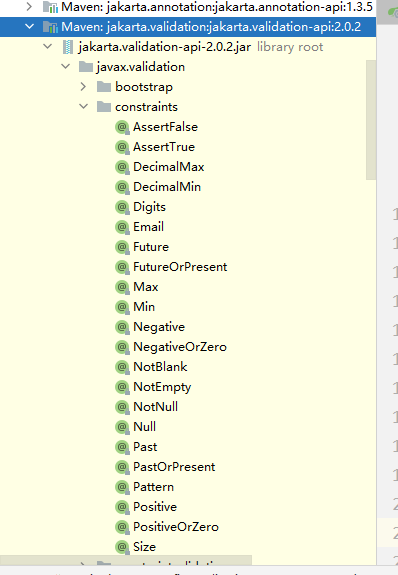 Maven: jakarta.annotation:jakarta.annotation-api:1.3.5
Maven: jakarta.validation:jakarta.validation-api:2.0.2
jakarta.validation-api-2.0.2.jar library root
javax.validation
bootstrap
constraints
AssertFalse
AssertTrue
DecimalMax
DecimalMin
Digits
Email
Future
FutureOrPresent
Max
Min
Negative
NegativeOrZero
NotBlank
NotEmpty
NotNull
Null
Past
PastOrPresent
Pattern
Positive
PositiveOrZero
Size